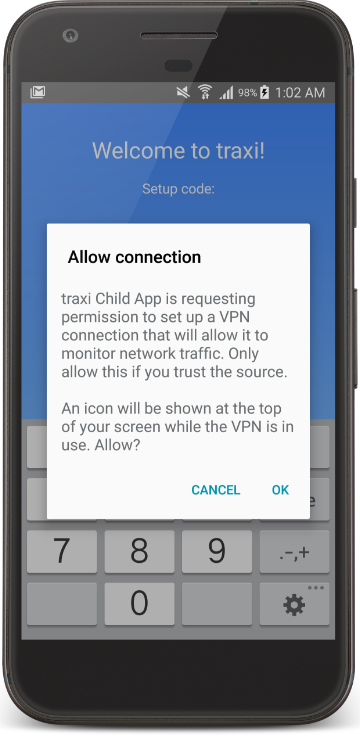 98% 1:02 AM
Welcome to traxi!
Setup code:
Allow connection
traxi Child App is requesting
permission to set up a VPN
connection that will allow it to
monitor network traffic. Only
allow this if you trust the source.
An icon will be shown at the top
of your screen while the VPN is in
use. Allow?
CANCEL OK
e
7 8 9 .-,+
0